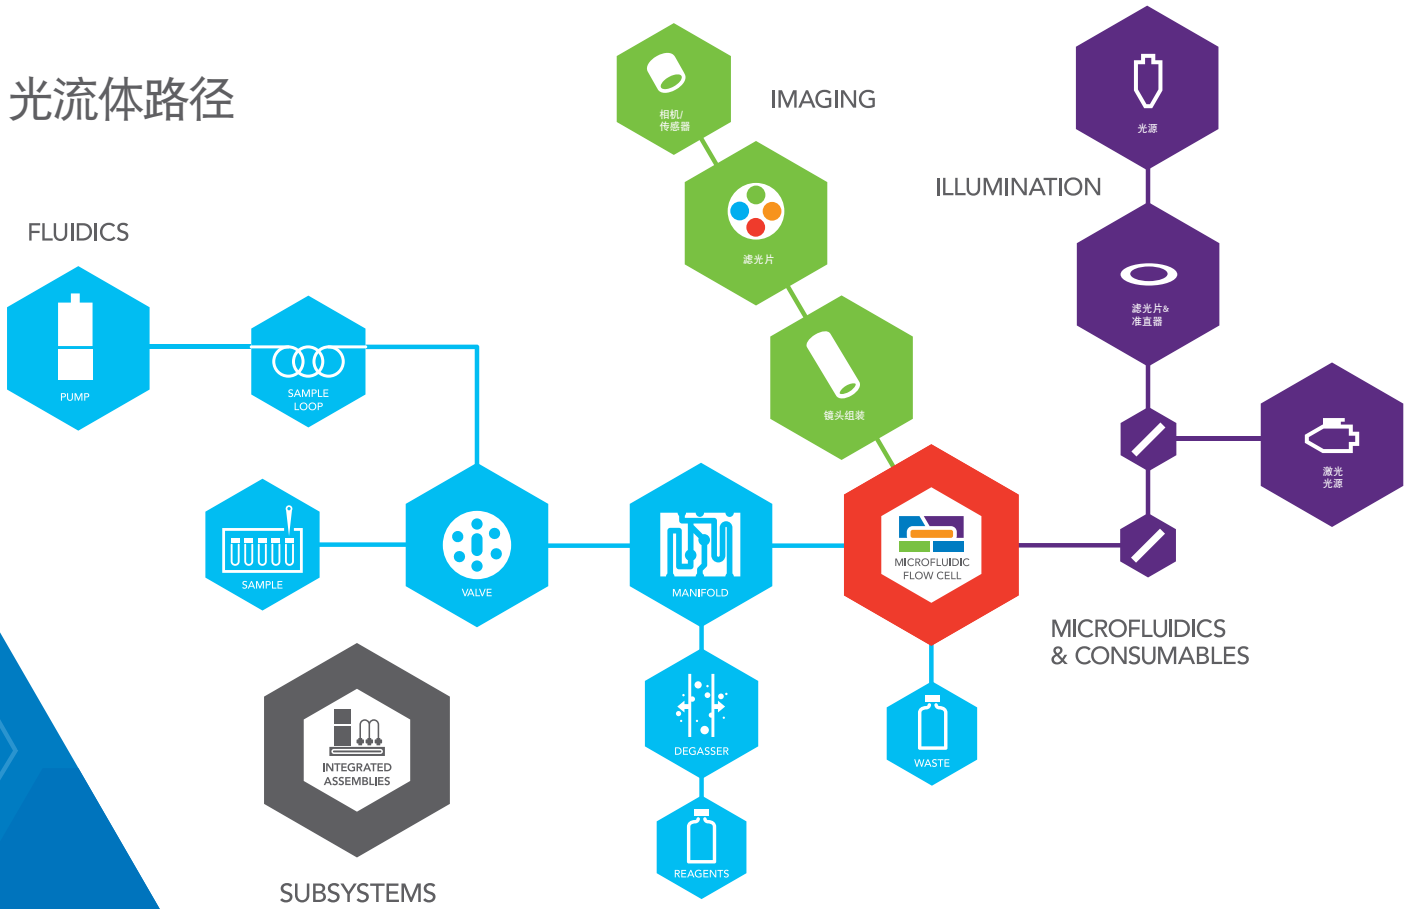 光流体路径
IMAGING
相机/
传感器
光源
ILLUMINATION
FLUIDICS
滤光片
滤光片&
准直器
PUMP
SAMPLE
LOOP
镜头组装
激光
光源
SAMPLE
VALVE
MANIFOLD
MICROFLUIDIC
FLOW CELL
MICROFLUIDICS
& CONSUMABLES
DEGASSER
WASTE
INTEGRATED
ASSEMBLIES
REAGENTS
SUBSYSTEMS